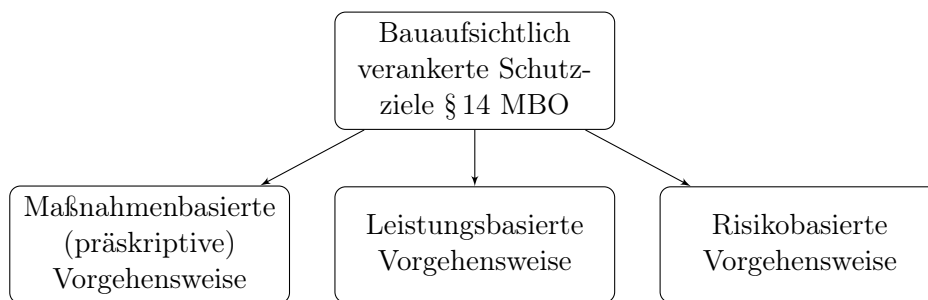 Bauaufsichtlich
verankerte Schutz-
ziele § 14 MBO
Maßnahmenbasierte
(präskriptive)
Vorgehensweise
Leistungsbasierte
Vorgehensweise
Risikobasierte
Vorgehensweise